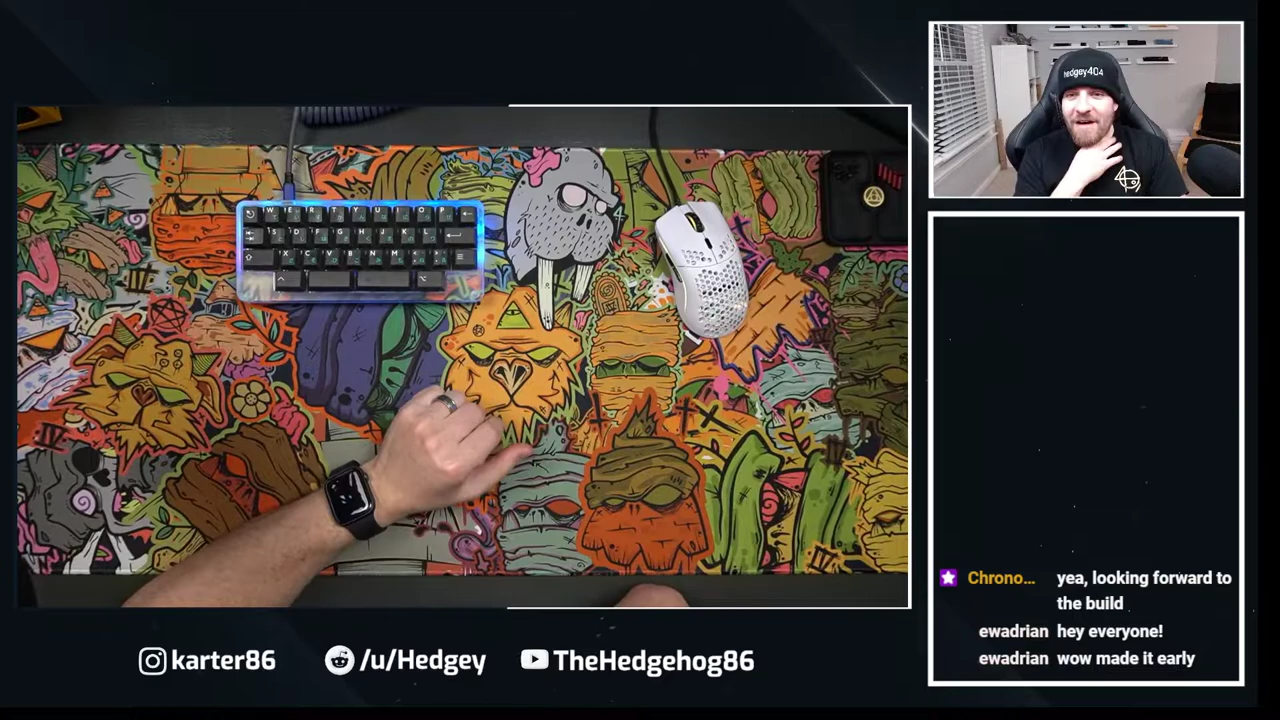 hedgey404
W E R T Y U I O P
S D F G H J K L
X C V B N M
Chrono... yea, looking forward to
the build
ewadrian hey everyone!
ewadrian wow made it early
karter86
/u/Hedgey
TheHedgehog86